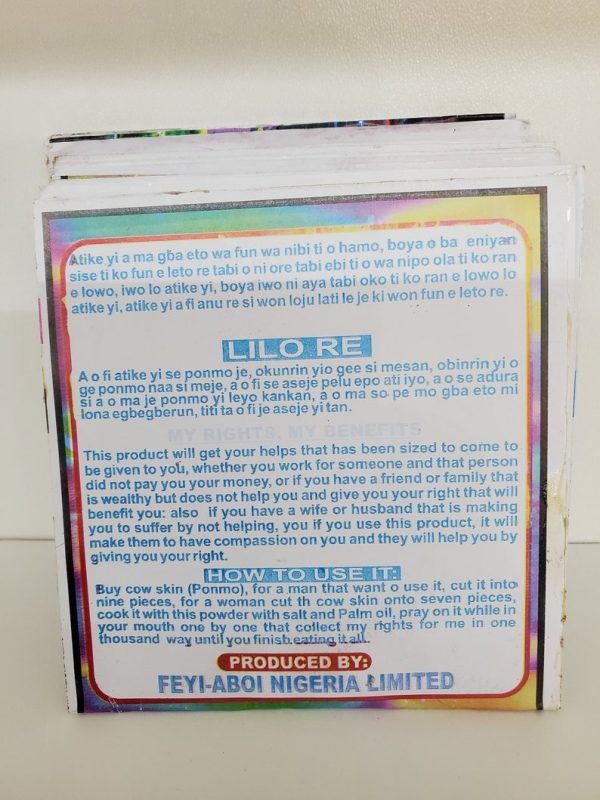 Atike yi a ma gba eto wa fun wa nibi ti o hamo, boya o ba eniyan
sise ti ko fun e leto re tabi o ni ore tabi ebi ti o wa nipo ola ti ko ran
e lowo, iwo lo atike yi, boya iwo ni aya tabi oko ti ko ran e lowo lo
atike yi, atike yi a fi anu re si won loju lati le je ki won fun e leto re.
LILO RE
A o fi atike yi se ponmo je, okunrin yio gee si mesan, obinrin yi o
ge ponmo naa si meje, a o fi se aseje pelu epo ati iyo, a o se adura
si a o ma je ponmo yi leyo kankan, a o ma so pe mo gba eto mi
lona egbegberun, titi ta o fi je aseje yi tan.
MY RIGHTS, MY BENEFITS
This product will get your helps that has been sized to come to
be given to you, whether you work for someone and that person
did not pay you your money, or if you have a friend or family that
is wealthy but does not help you and give you your right that will
benefit you: also if you have a wife or husband that is making
you to suffer by not helping, you if you use this product, it will
make them to have compassion on you and they will help you by
giving you your right.
HOW TO USE IT:
Buy cow skin (Ponmo), for a man that want o use it, cut it into
nine pieces, for a woman cut th cow skin onto seven pieces,
cook it with this powder with salt and Palm oil, pray on it while in
your mouth one by one that collect my rights for me in one
thousand way until you finish eating it all.
PRODUCED BY:
FEYI-ABOI NIGERIA LIMITED